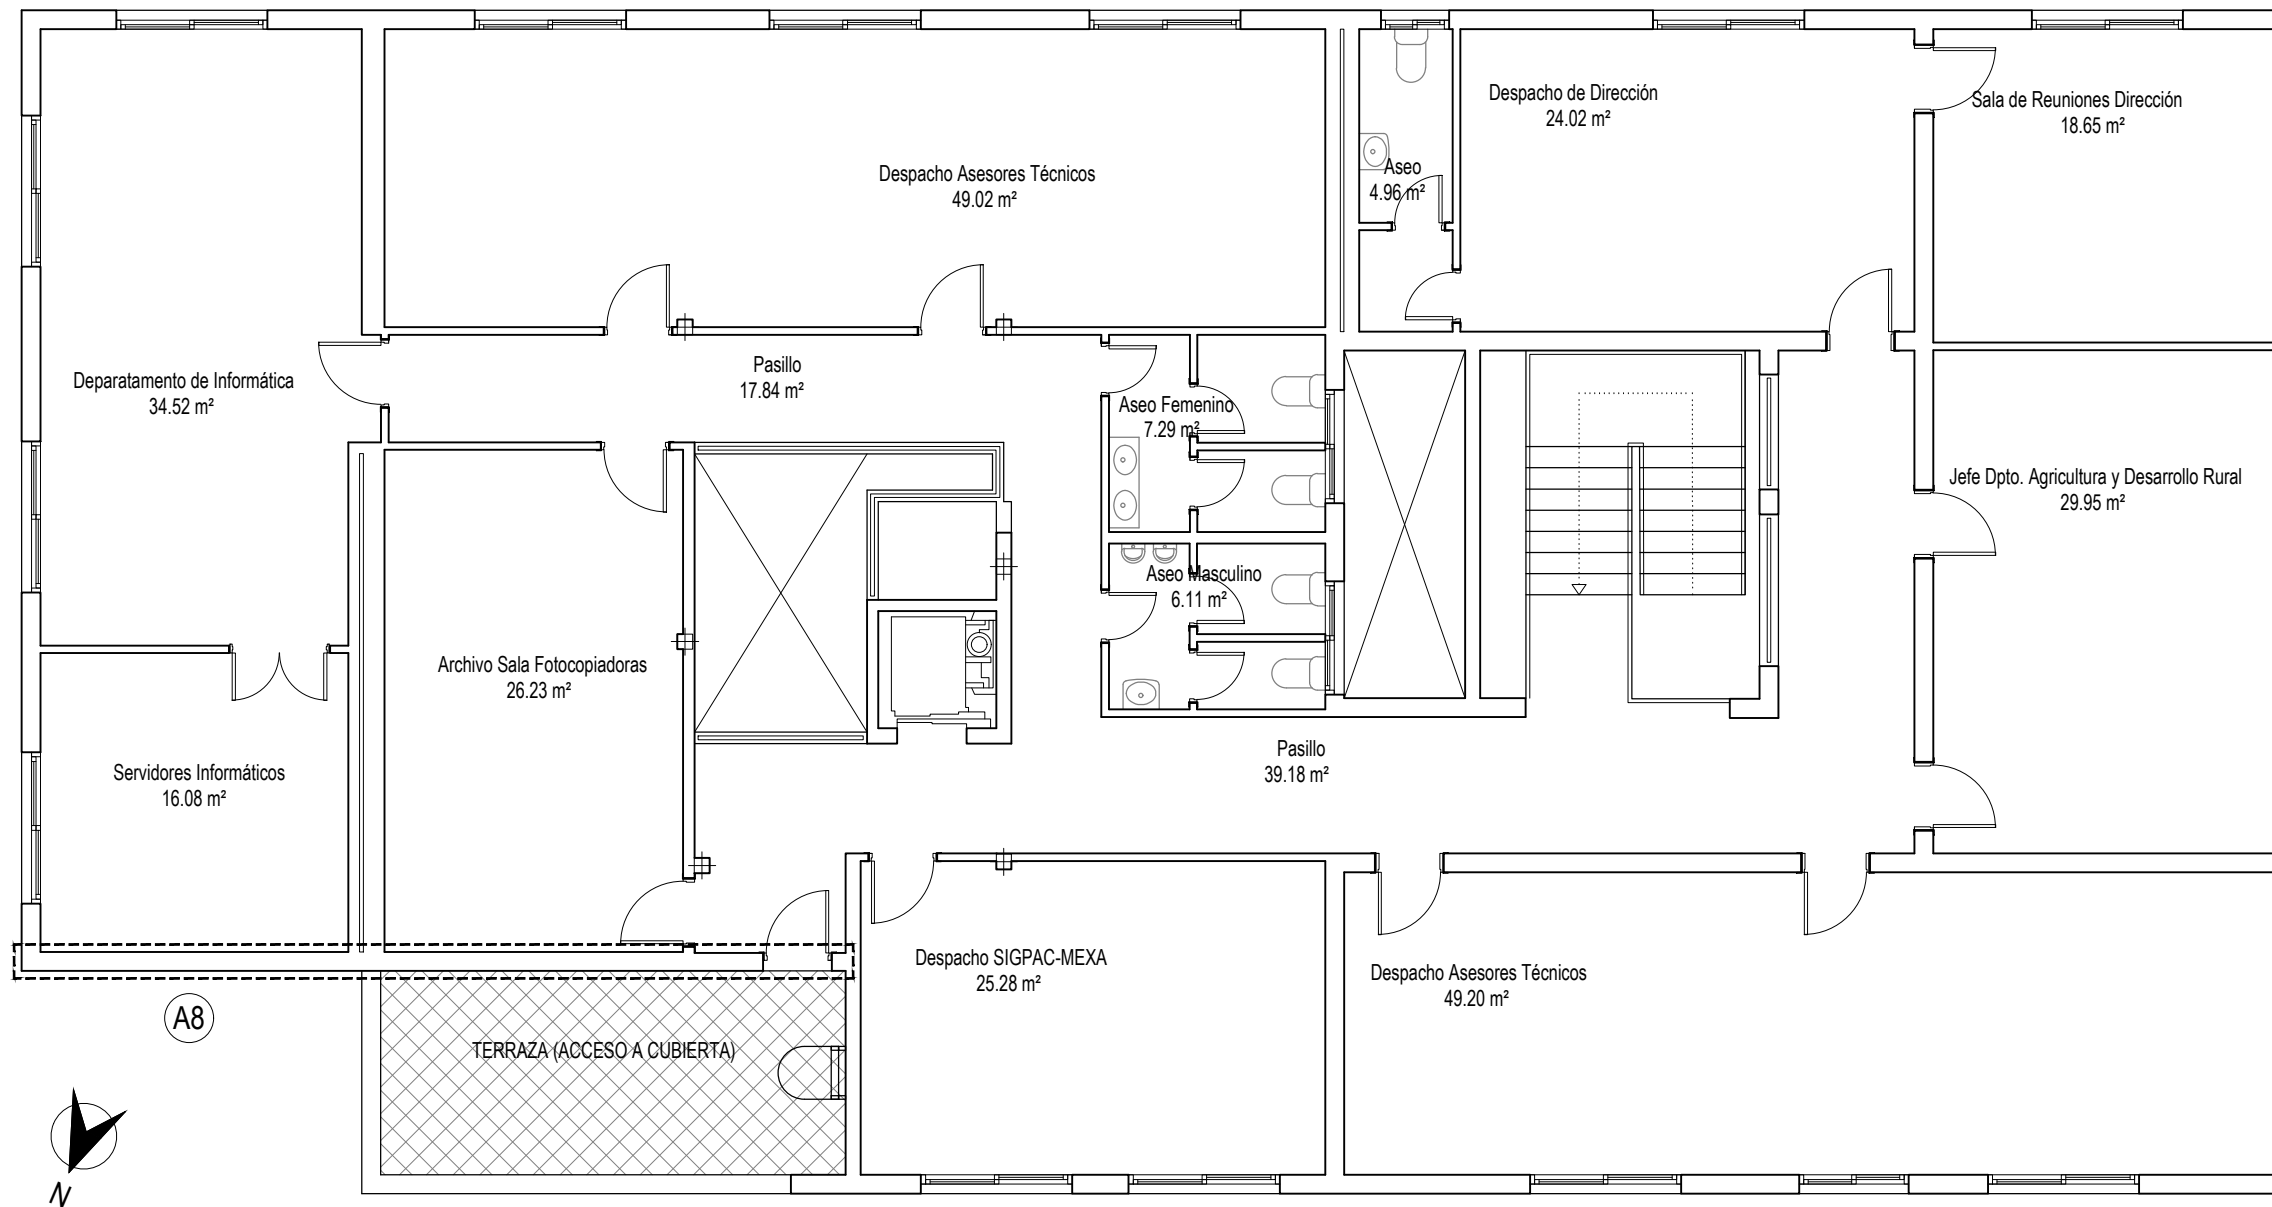 Despacho de Dirección
24.02 m²
Sala de Reuniones Dirección
18.65 m²
Despacho Asesores Técnicos
49.02 m²
Aseo
4.96 m²
Pasillo
17.84 m²
Deparatamento de Informática
34.52 m²
Aseo Femenino
7.29 m²
Jefe Dpto. Agricultura y Desarrollo Rural
29.95 m²
Aseo Masculino
6.11 m²
Archivo Sala Fotocopiadoras
26.23 m²
Pasillo
39.18 m²
Servidores Informáticos
16.08 m²
Despacho SIGPAC-MEXA
25.28 m²
Despacho Asesores Técnicos
49.20 m²
A8
TERRAZA (ACCESO A CUBIERTA)
N